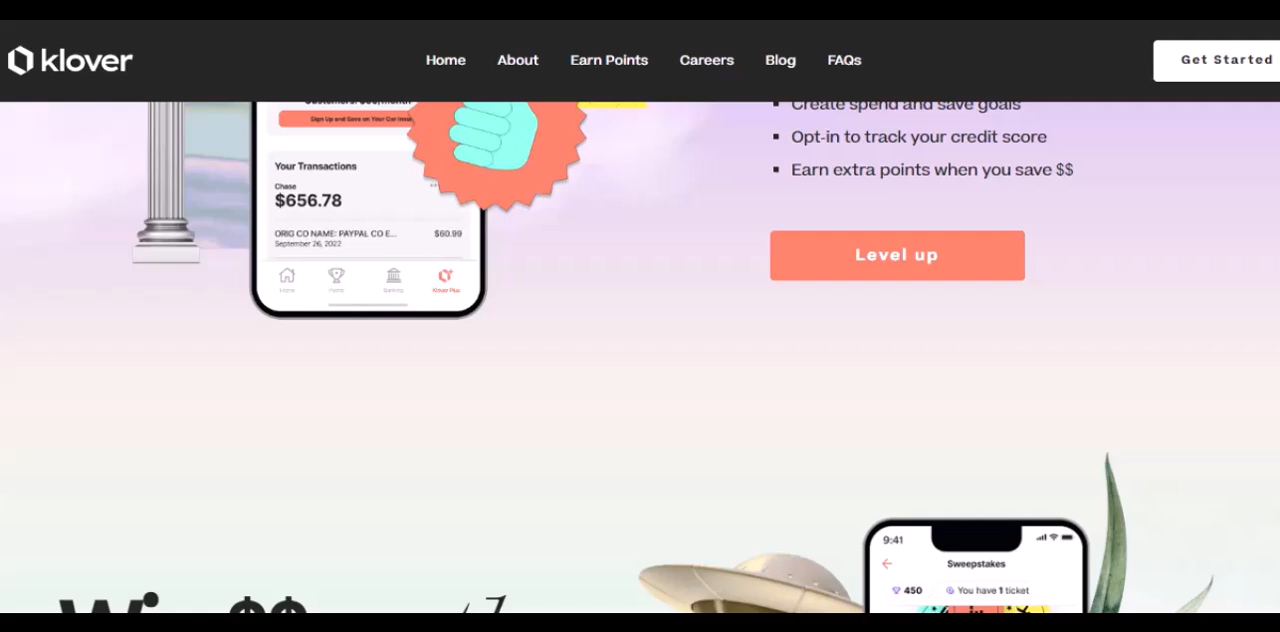 klover
Home
About
Earn Points
Careers
Blog
FAQs
Get Started
Create spend and save goals
Opt-in to track your credit score
Earn extra points when you save $$
Level up
Sign Up and Save on Your Car Insu
Your Transactions
Chase
$656.78
ORIG CO NAME: PAYPAL CO E... $60.99
September 26, 2022
Home
Points
Banking
Klover Plus
9:41
Sweepstakes
450
You have 1 ticket